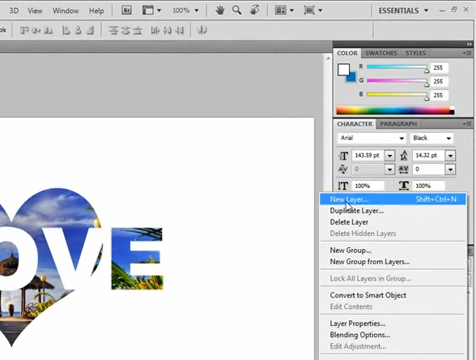 3D View Window Help Br 100% ESSENTIALS
COLOR SWATCHES STYLES
R 255
G 255
B 255
CHARACTER PARAGRAPH
Arial Black
143.59 pt 14.32 pt
0
100% 100%
New Layer... Shift+Ctrl+N
Duplicate Layer...
Delete Layer
Delete Hidden Layers
New Group...
New Group from Layers...
Lock All Layers in Group...
Convert to Smart Object
Edit Contents
Layer Properties...
Blending Options...
Edit Adjustment...
OVE